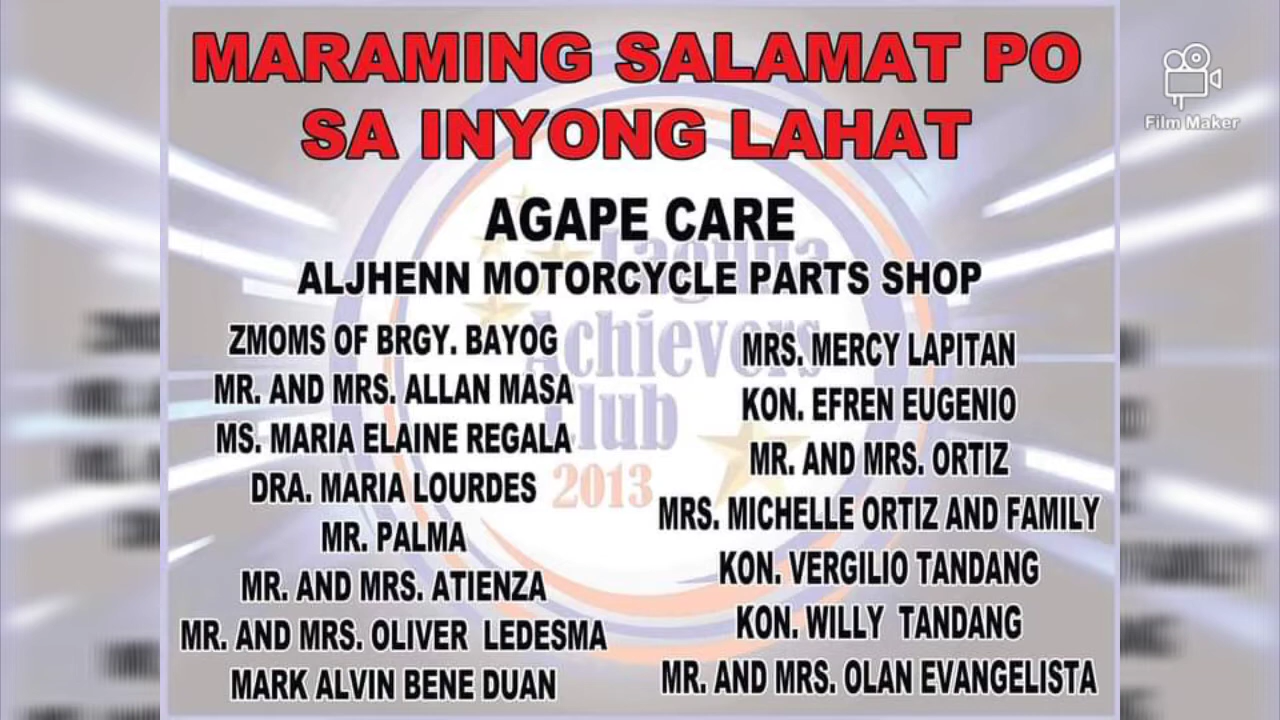 MARAMING SALAMAT PO
SA INYONG LAHAT
Film Maker
AGAPE CARE
ALJHENN MOTORCYCLE PARTS SHOP
ZMOMS OF BRGY. BAYOG
MR. AND MRS. ALLAN MASA
MS. MARIA ELAINE REGALA
DRA. MARIA LOURDES
MR. PALMA
MR. AND MRS. ATIENZA
MR. AND MRS. OLIVER LEDESMA
MARK ALVIN BENE DUAN
MRS. MERCY LAPITAN
KON. EFREN EUGENIO
MR. AND MRS. ORTIZ
MRS. MICHELLE ORTIZ AND FAMILY
KON. VERGILIO TANDANG
KON. WILLY TANDANG
MR. AND MRS. OLAN EVANGELISTA
Laguna
Achievers
Club
2013